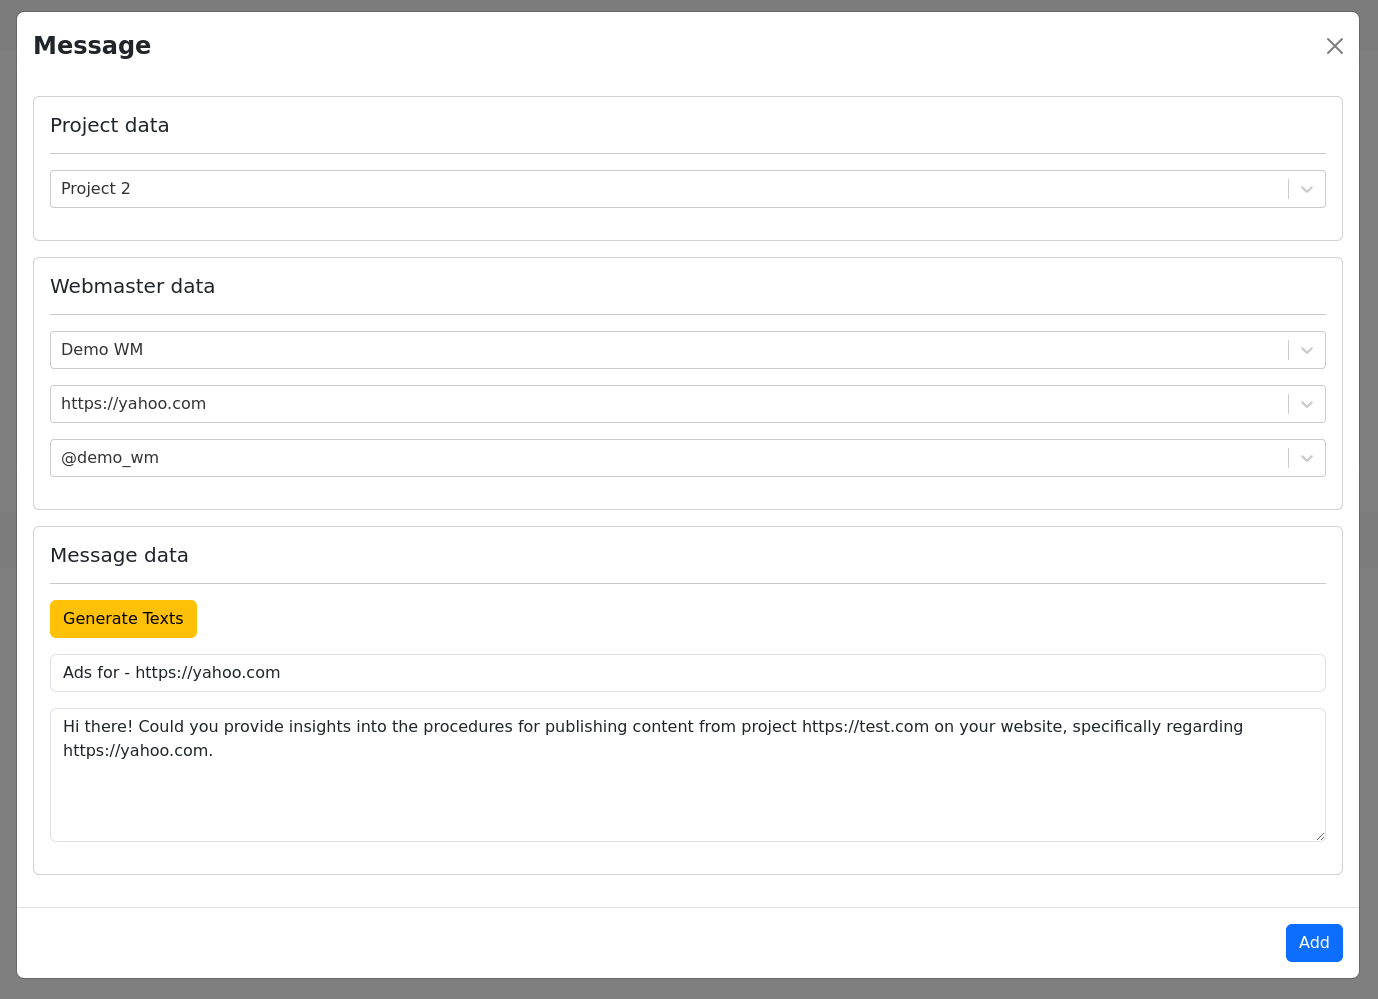 Message
Project data
Project 2
Webmaster data
Demo WM
https://yahoo.com
@demo_wm
Message data
Generate Texts
Ads for - https://yahoo.com
Hi there! Could you provide insights into the procedures for publishing content from project https://test.com on your website, specifically regarding
https://yahoo.com.
Add